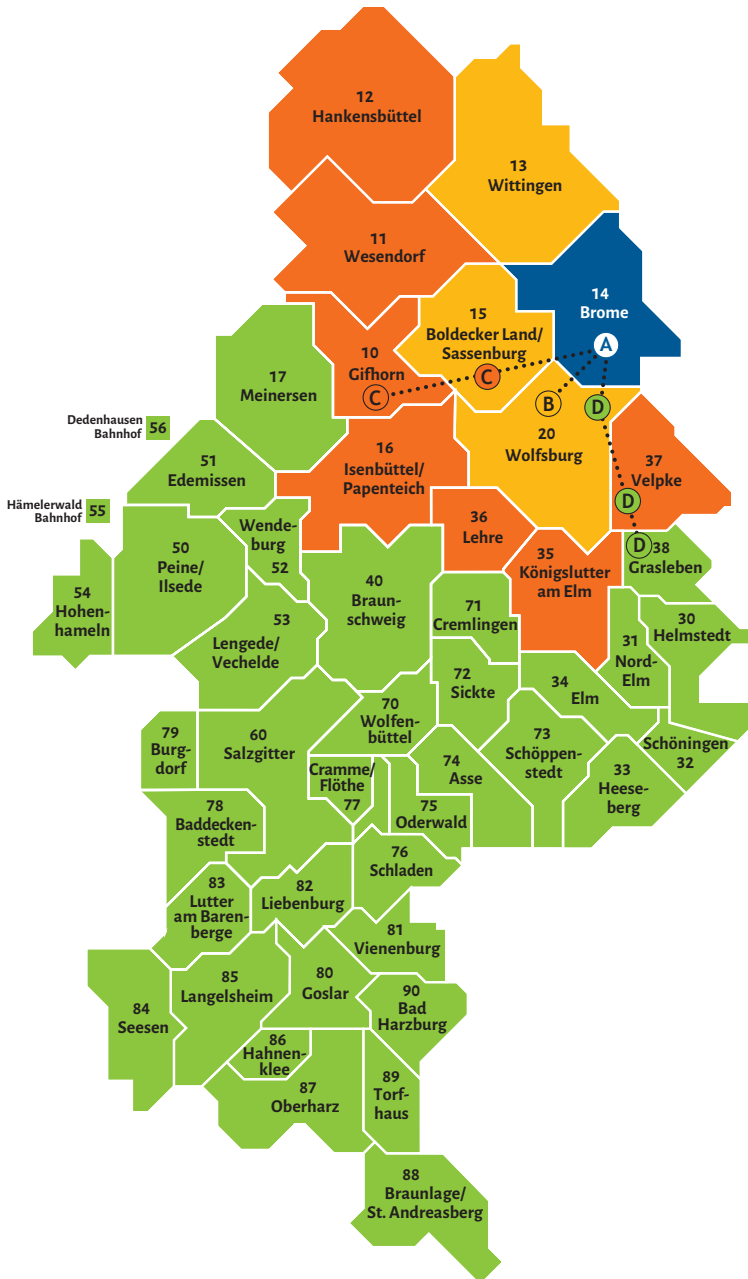 12
Hankensbüttel
13
Wittingen
11
Wesendorf
14
Brome
A
15
Boldecker Land/
Sassenburg
C
10
Gifhorn
C
B
D
17
Meinersen
20
Wolfsburg
Dedenhausen
Bahnhof
56
51
Edemissen
16
Isenbüttel/
Papenteich
37
Velpke
D
Hämelerwald
Bahnhof
55
Wende-
burg
52
36
Lehre
D
38
Grasleben
50
Peine/
Ilsede
35
Königslutter
am Elm
54
Hohen-
hameln
40
Braun-
schweig
71
Cremlingen
30
Helmstedt
53
Lengede/
Vechelde
31
Nord-
Elm
72
Sickte
34
Elm
70
Wolfen-
büttel
79
Burg-
dorf
60
Salzgitter
73
Schöppen-
stedt
Schöningen
32
74
Asse
Cramme/
Flöthe
77
33
Heese-
berg
75
Oderwald
78
Baddecken-
stedt
76
Schladen
83
Lutter
am Baren-
berge
82
Liebenburg
81
Vienenburg
85
Langelsheim
80
Goslar
90
Bad
Harzburg
84
Seesen
86
Hahnen-
klee
87
Oberharz
89
Torf-
haus
88
Braunlage/
St. Andreasberg